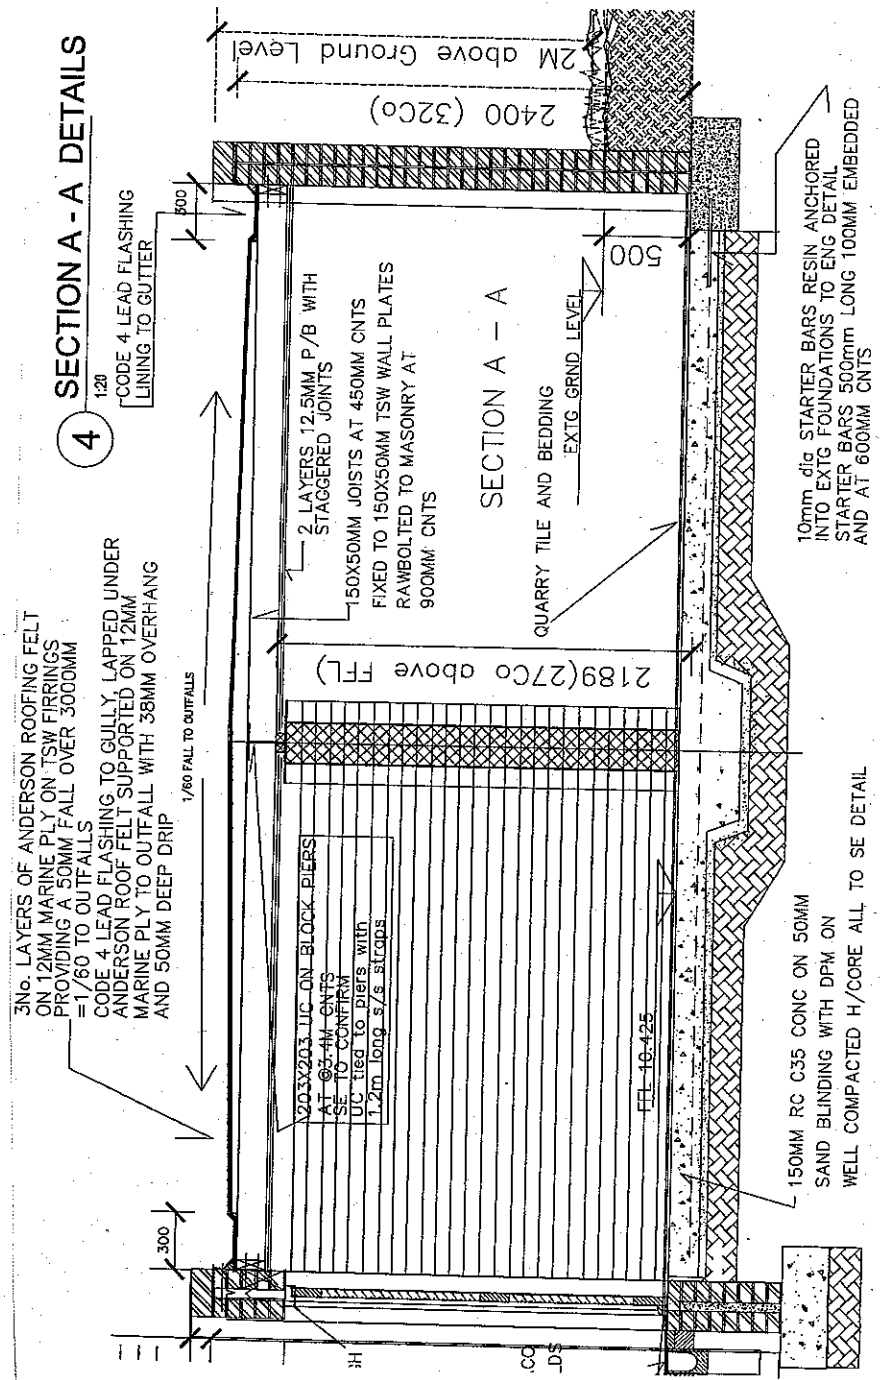 4
SECTION A - A DETAILS
1:20
3No. LAYERS OF ANDERSON ROOFING FELT
ON 12MM MARINE PLY ON TSW FIRRINGS
PROVIDING A 50MM FALL OVER 3000MM
=1/60 TO OUTFALLS
CODE 4 LEAD FLASHING TO GULLY, LAPPED UNDER
ANDERSON ROOF FELT SUPPORTED ON 12MM
MARINE PLY TO OUTFALL WITH 38MM OVERHANG
AND 50MM DEEP DRIP
CODE 4 LEAD FLASHING
LINING TO GUTTER
1/60 FALL TO OUTFALLS
300
300
2 LAYERS 12.5MM P/B WITH
STAGGERED JOINTS
150X50MM JOISTS AT 450MM CNTS
FIXED TO 150X50MM TSW WALL PLATES
RAWBOLTED TO MASONRY AT
900MM CNTS
203X203 UC ON BLOCK PIERS
AT @3.4M CNTS
SE TO CONFIRM
UC tied to piers with
1.2m long s/s straps
2189(27Co above FFL)
SECTION A - A
QUARRY TILE AND BEDDING
EXTG GRND LEVEL
500
2400 (32Co)
2M above Ground Level
FFL 10.425
150MM RC C35 CONC ON 50MM
SAND BLINDING WITH DPM ON
WELL COMPACTED H/CORE ALL TO SE DETAIL
10mm dia STARTER BARS RESIN ANCHORED
INTO EXTG FOUNDATIONS TO ENG DETAIL
STARTER BARS 500mm LONG 100MM EMBEDDED
AND AT 600MM CNTS